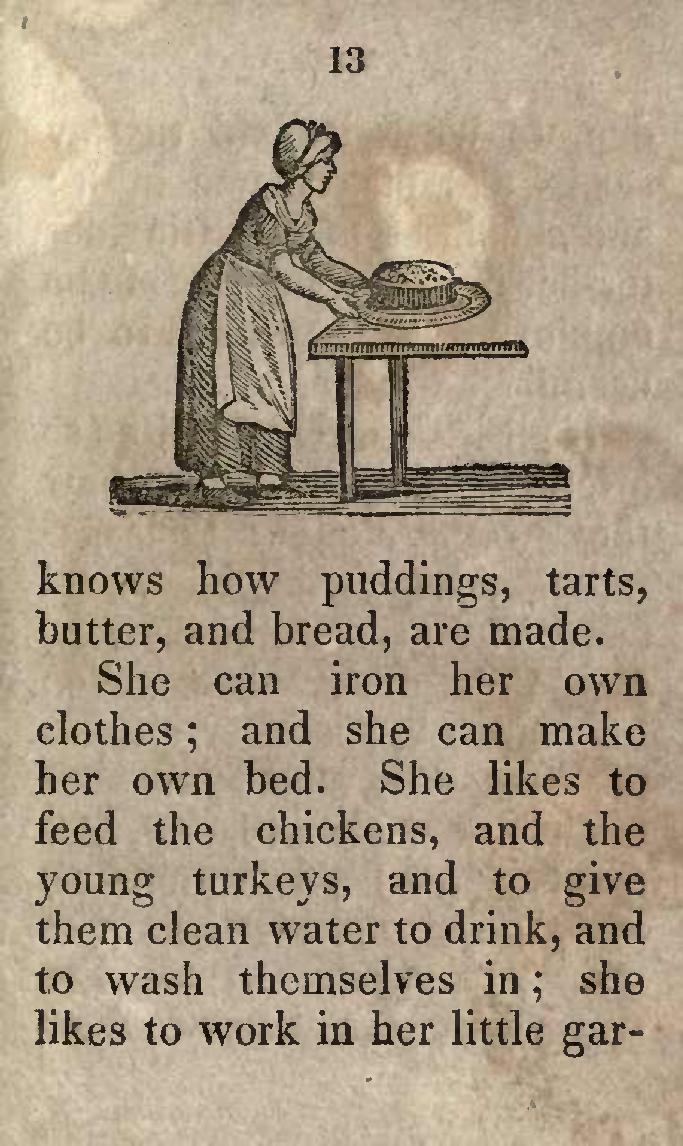 13
knows how puddings, tarts,
butter, and bread, are made.
She can iron her own
clothes; and she can make
her own bed. She likes to
feed the chickens, and the
young turkeys, and to give
them clean water to drink, and
to wash themselves in; she
likes to work in her little gar-